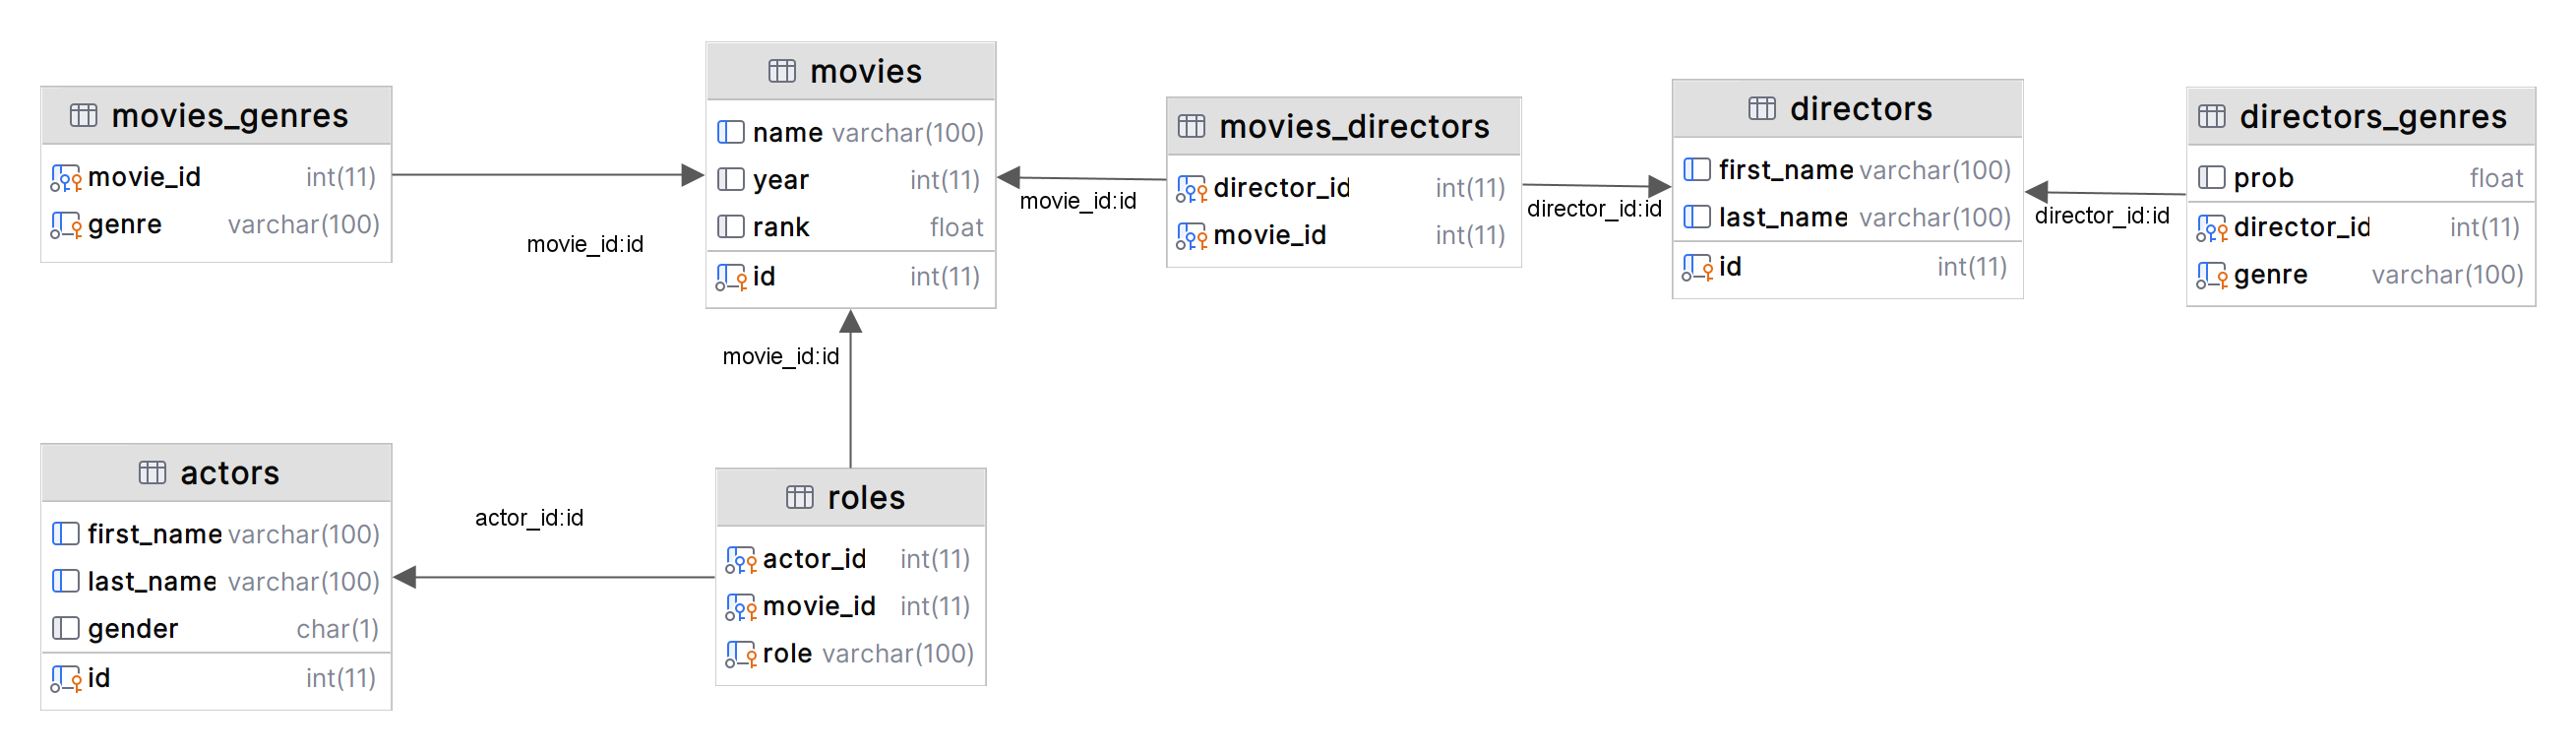 movies_genres
movie_id int(11)
genre varchar(100)
movie_id:id
movies
name varchar(100)
year int(11)
rank float
id int(11)
movie_id:id
movies_directors
director_id int(11)
movie_id int(11)
director_id:id
directors
first_name varchar(100)
last_name varchar(100)
id int(11)
director_id:id
directors_genres
prob float
director_id int(11)
genre varchar(100)
movie_id:id
actors
first_name varchar(100)
last_name varchar(100)
gender char(1)
id int(11)
actor_id:id
roles
actor_id int(11)
movie_id int(11)
role varchar(100)